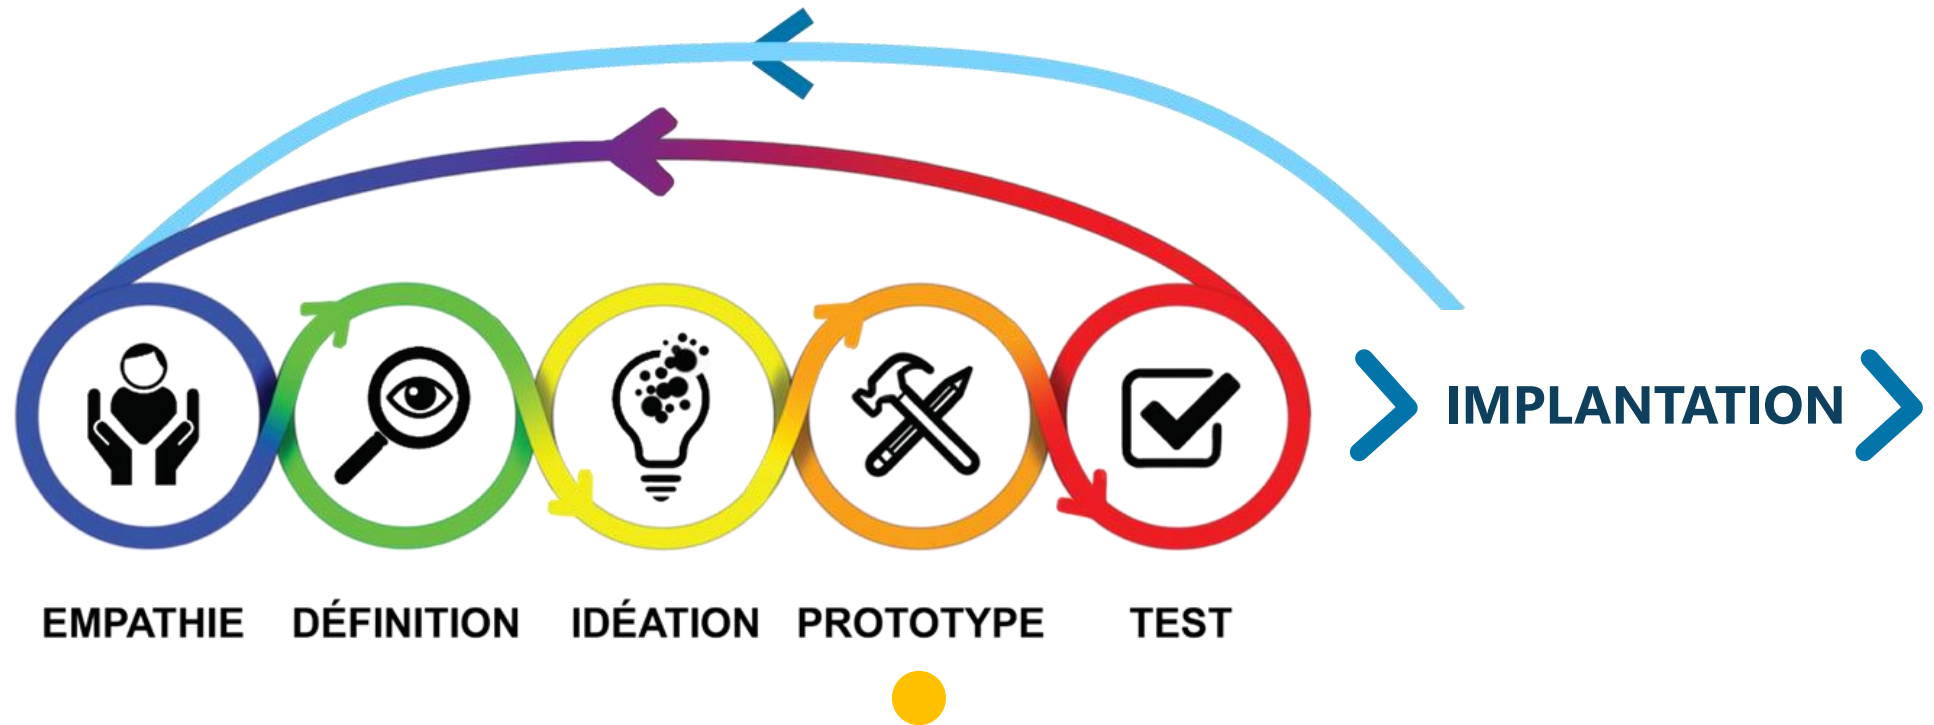 IMPLANTATION
EMPATHIE DÉFINITION IDÉATION PROTOTYPE TEST